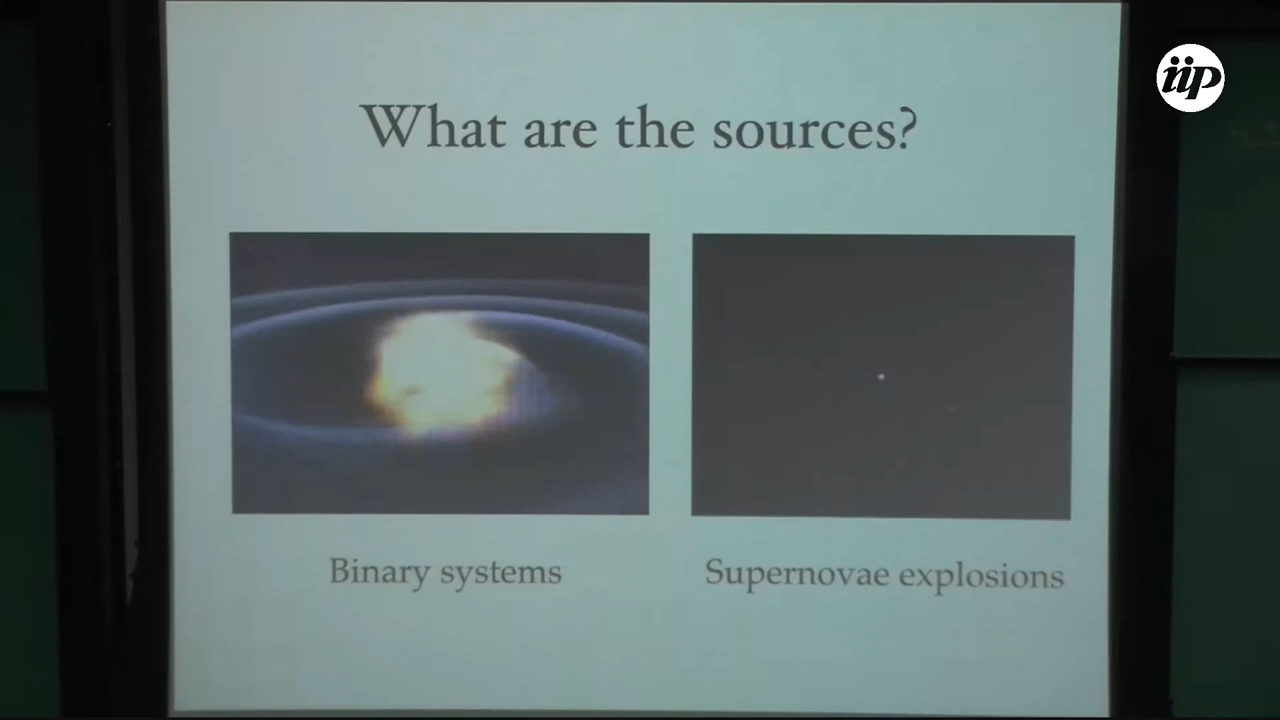 iip
What are the sources?
Binary systems
Supernovae explosions